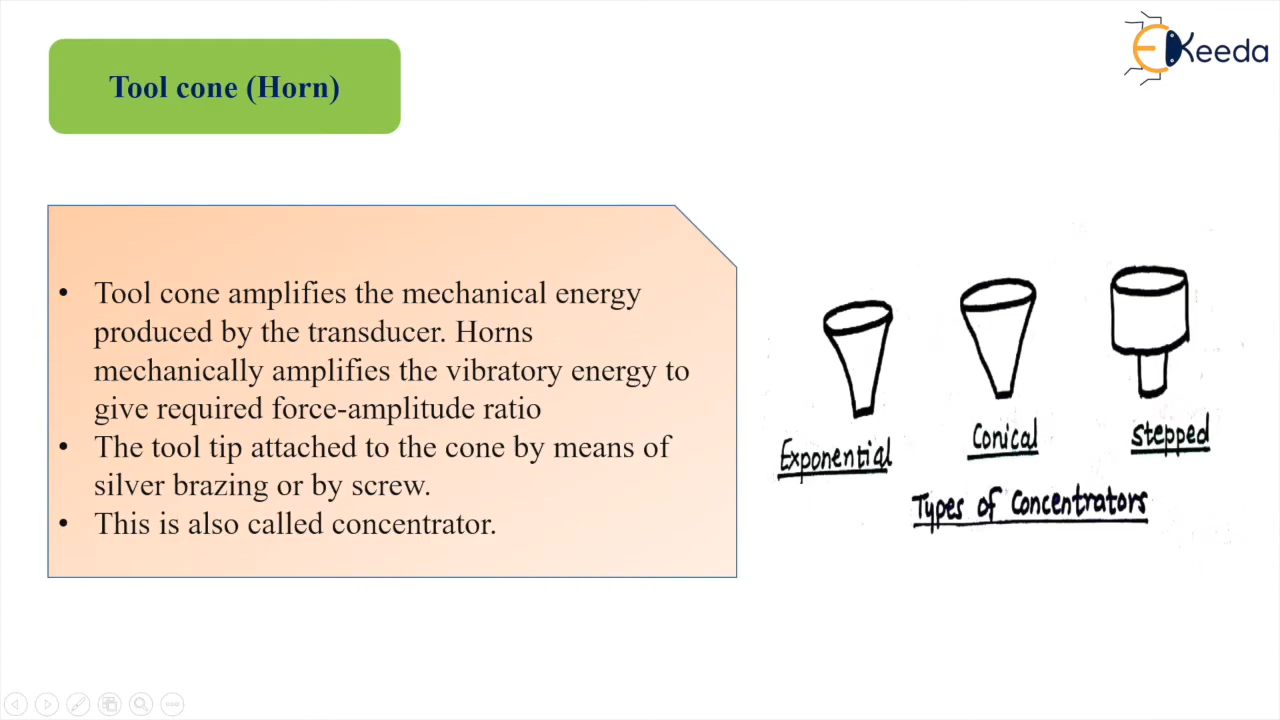 Tool cone (Horn)
EKeeda
• Tool cone amplifies the mechanical energy
produced by the transducer. Horns
mechanically amplifies the vibratory energy to
give required force-amplitude ratio
• The tool tip attached to the cone by means of
silver brazing or by screw.
• This is also called concentrator.
Exponential
Conical
stepped
Types of Concentrators